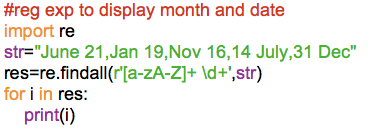 #reg exp to display month and date
import re
str="June 21,Jan 19,Nov 16,14 July,31 Dec"
res=re.findall(r'[a-zA-Z]+ \d+',str)
for i in res:
    print(i)